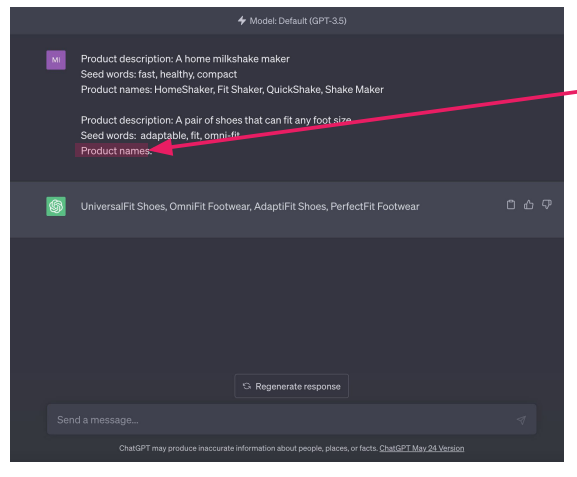 Model: Default (GPT-3.5)
MI
Product description: A home milkshake maker
Seed words: fast, healthy, compact
Product names: HomeShaker, Fit Shaker, QuickShake, Shake Maker
Product description: A pair of shoes that can fit any foot size.
Seed words: adaptable, fit, omni-fit.
Product names:
UniversalFit Shoes, OmniFit Footwear, AdaptiFit Shoes, PerfectFit Footwear
Regenerate response
Send a message...
ChatGPT may produce inaccurate information about people, places, or facts. ChatGPT May 24 Version